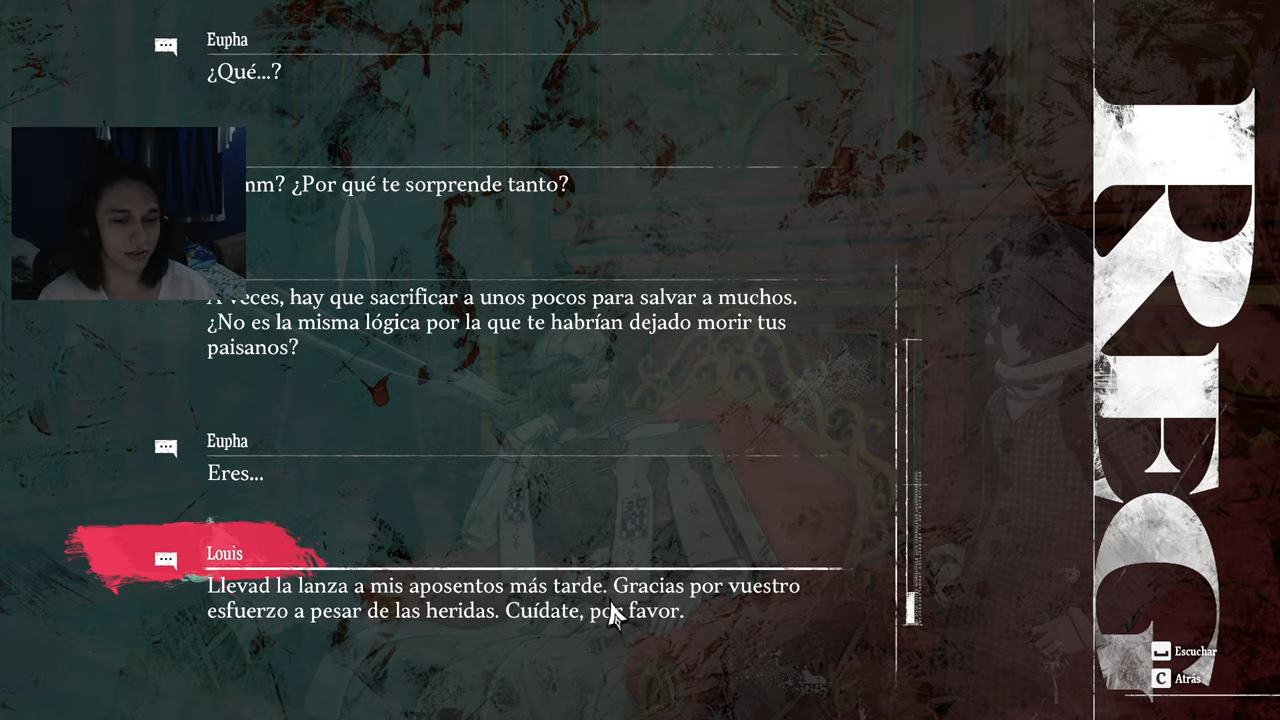 Eupha
¿Qué...?
mm? ¿Por qué te sorprende tanto?
A veces, hay que sacrificar a unos pocos para salvar a muchos.
¿No es la misma lógica por la que te habrían dejado morir tus
paisanos?
Eupha
Eres...
Louis
Llevad la lanza a mis aposentos más tarde. Gracias por vuestro
esfuerzo a pesar de las heridas. Cuídate, por favor.
REG
Escuchar
C Atrás